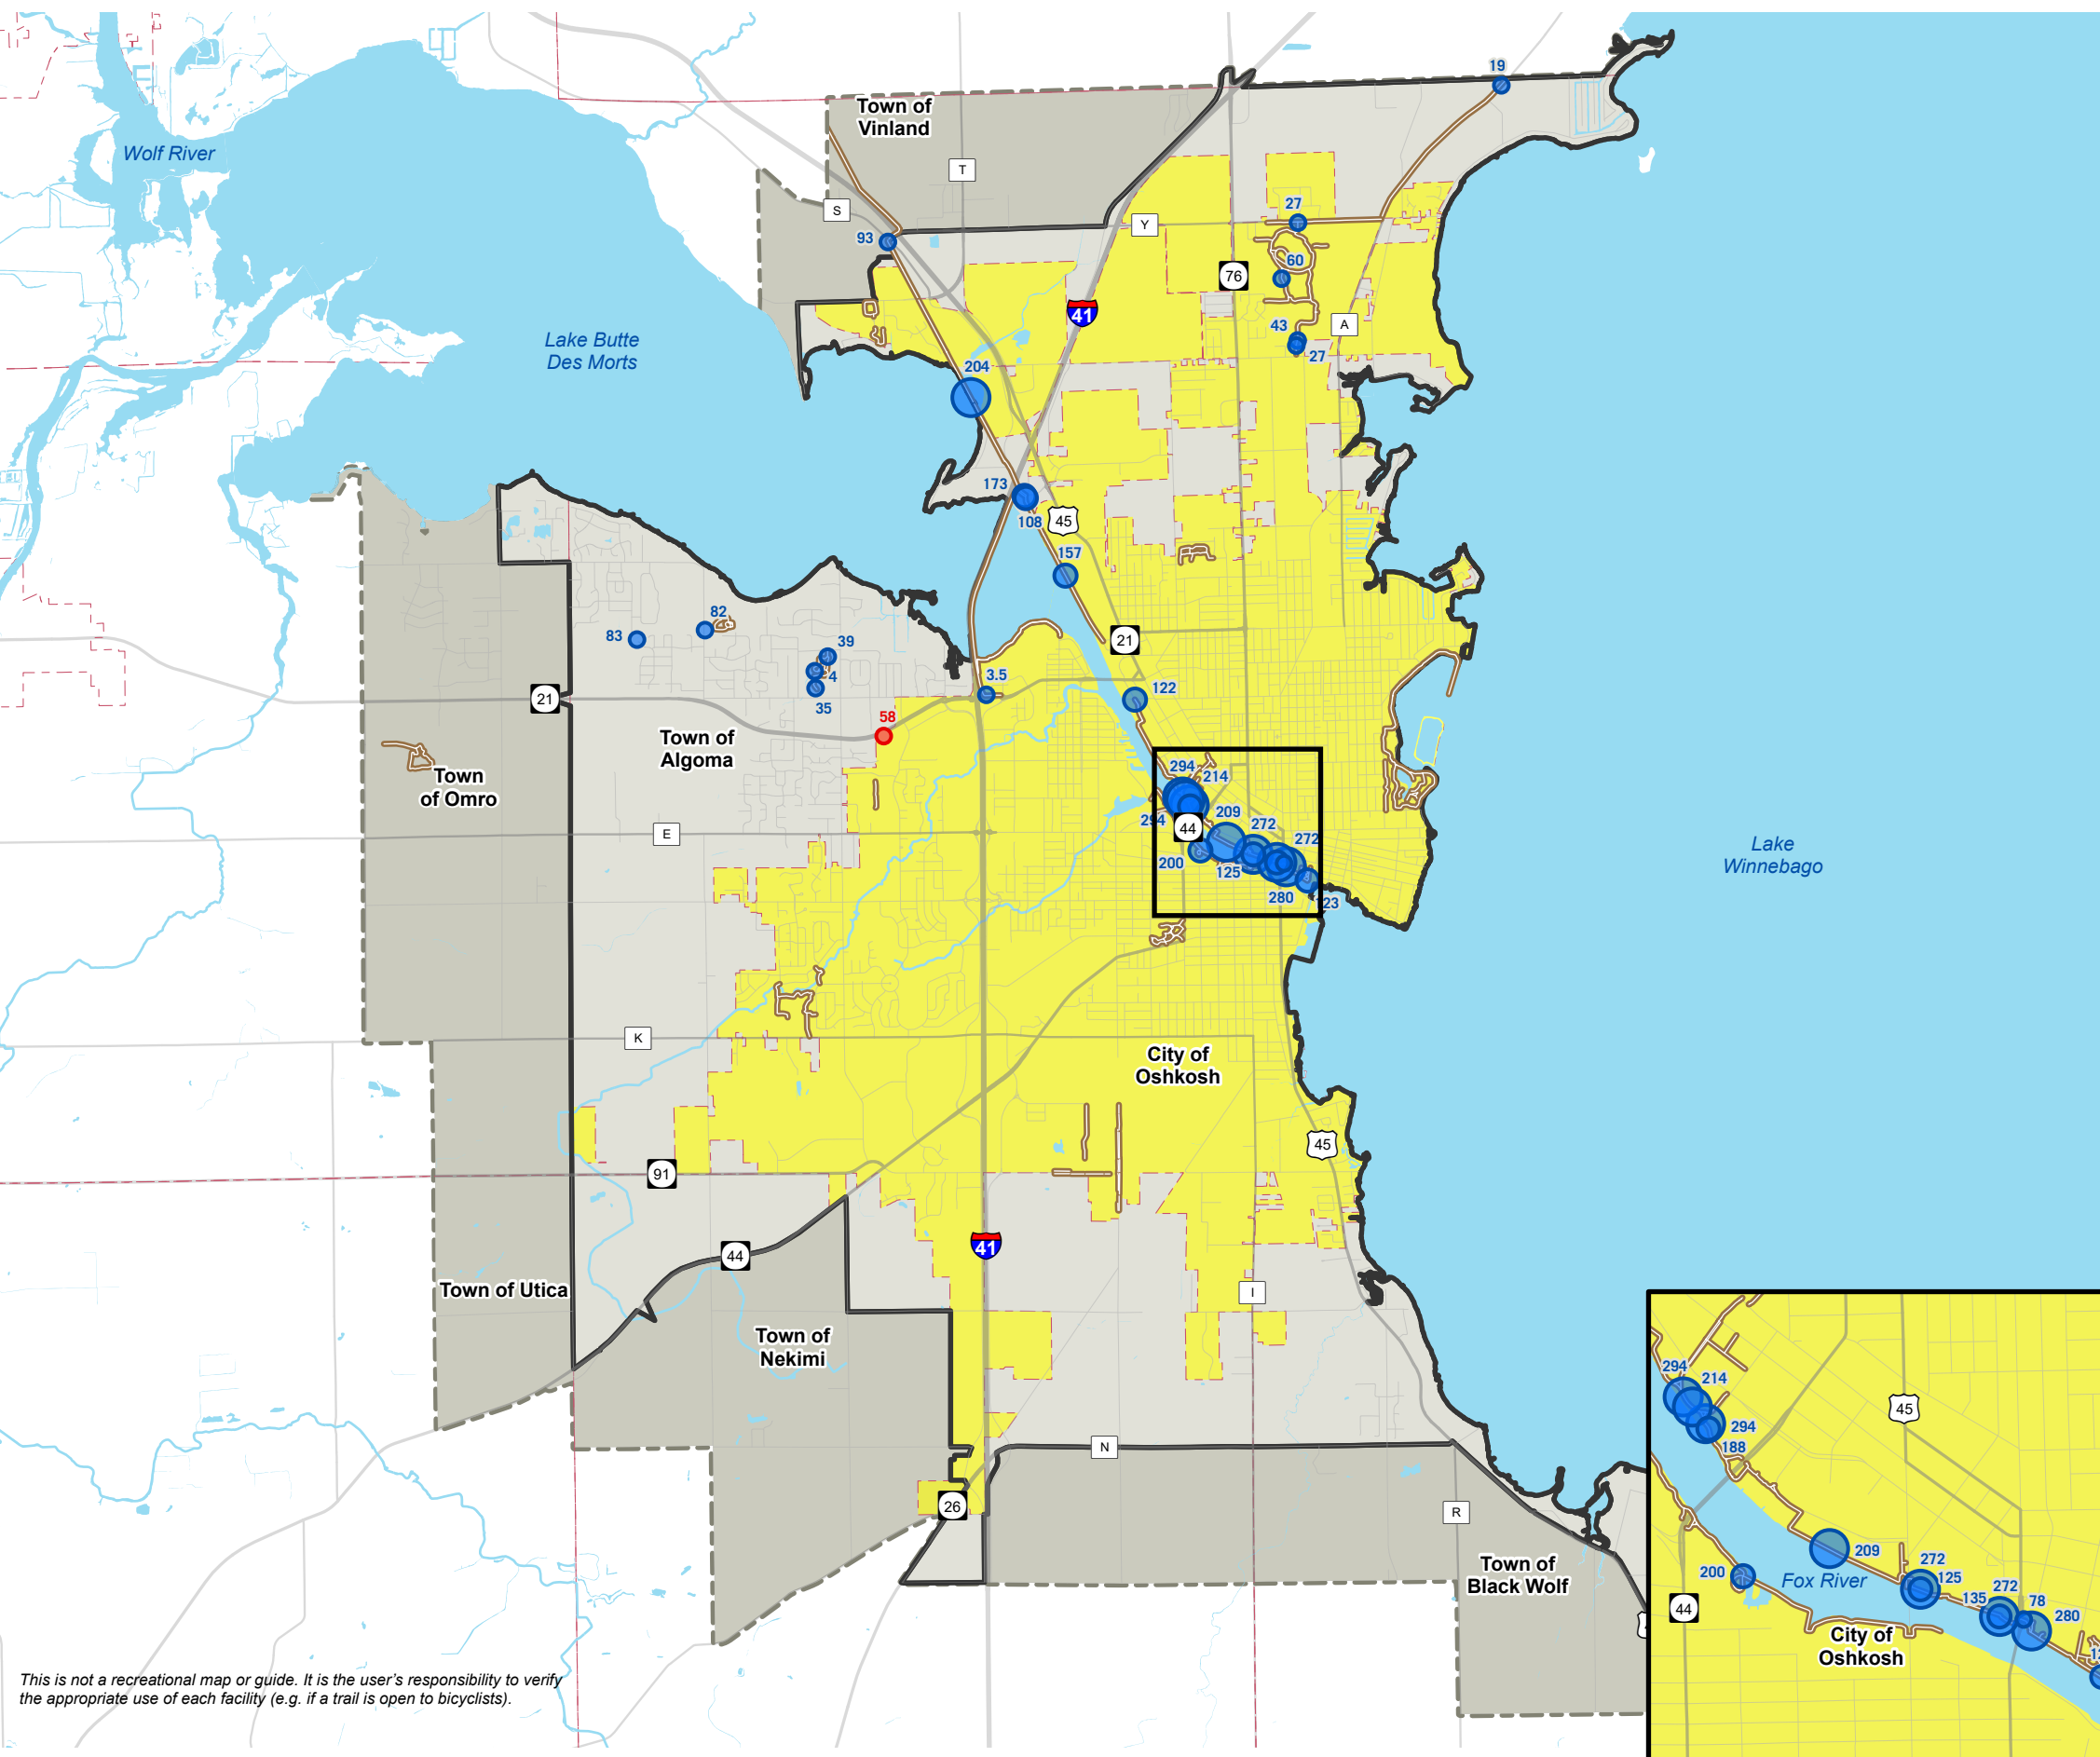 19
Town of
Vinland
Wolf River
T
S
27
Y
93
60
76
41
43
A
Lake Butte
Des Morts
27
204
173
108
45
157
82
83
21
39
4
3.5
35
122
21
58
Town of
Algoma
294
214
Town
of Omro
209
272
294
44
272
E
Lake
Winnebago
200
125
280
123
K
City of
Oshkosh
45
91
41
44
Town of Utica
I
Town of
Nekimi
294
214
45
294
188
N
26
R
209
272
125
Town of
Black Wolf
200
Fox River
135
272
78
280
44
City of
Oshkosh
This is not a recreational map or guide. It is the user's responsibility to verify
the appropriate use of each facility (e.g. if a trail is open to bicyclists).